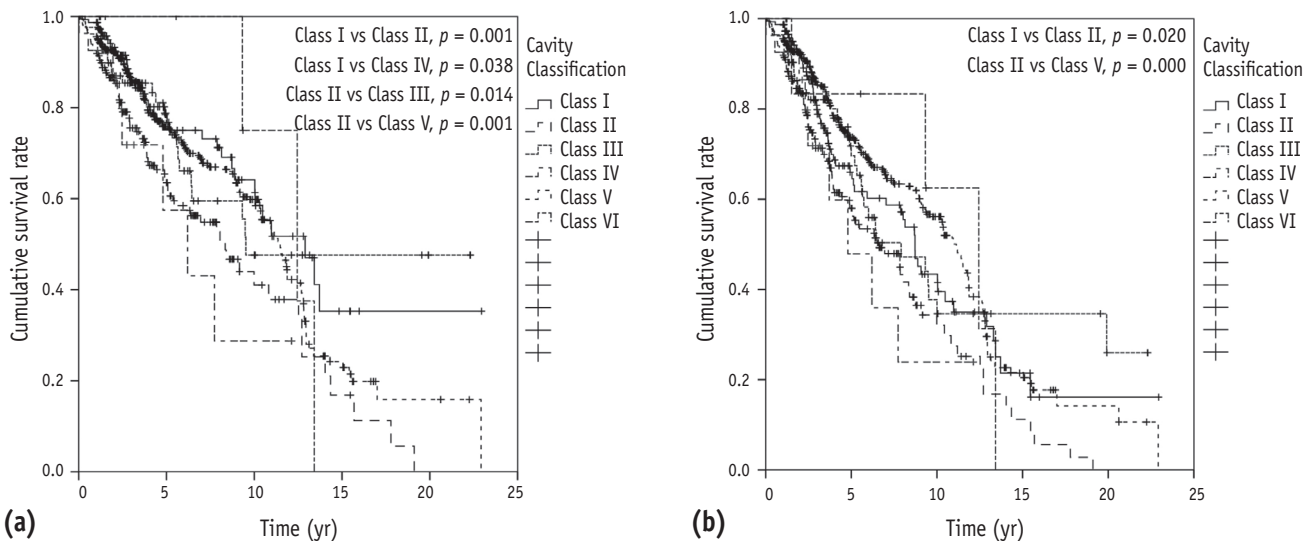 1.0
0.8
0.6
0.4
0.2
0.0
Cumulative survival rate
Class I vs Class II, p = 0.001
Class I vs Class IV, p = 0.038
Class II vs Class III, p = 0.014
Class II vs Class V, p = 0.001
Cavity
Classification
Class I
Class II
Class III
Class IV
Class V
Class VI
0 5 10 15 20 25
Time (yr)
(a)
1.0
0.8
0.6
0.4
0.2
0.0
Cumulative survival rate
Class I vs Class II, p = 0.020
Class II vs Class V, p = 0.000
Cavity
Classification
Class I
Class II
Class III
Class IV
Class V
Class VI
0 5 10 15 20 25
Time (yr)
(b)